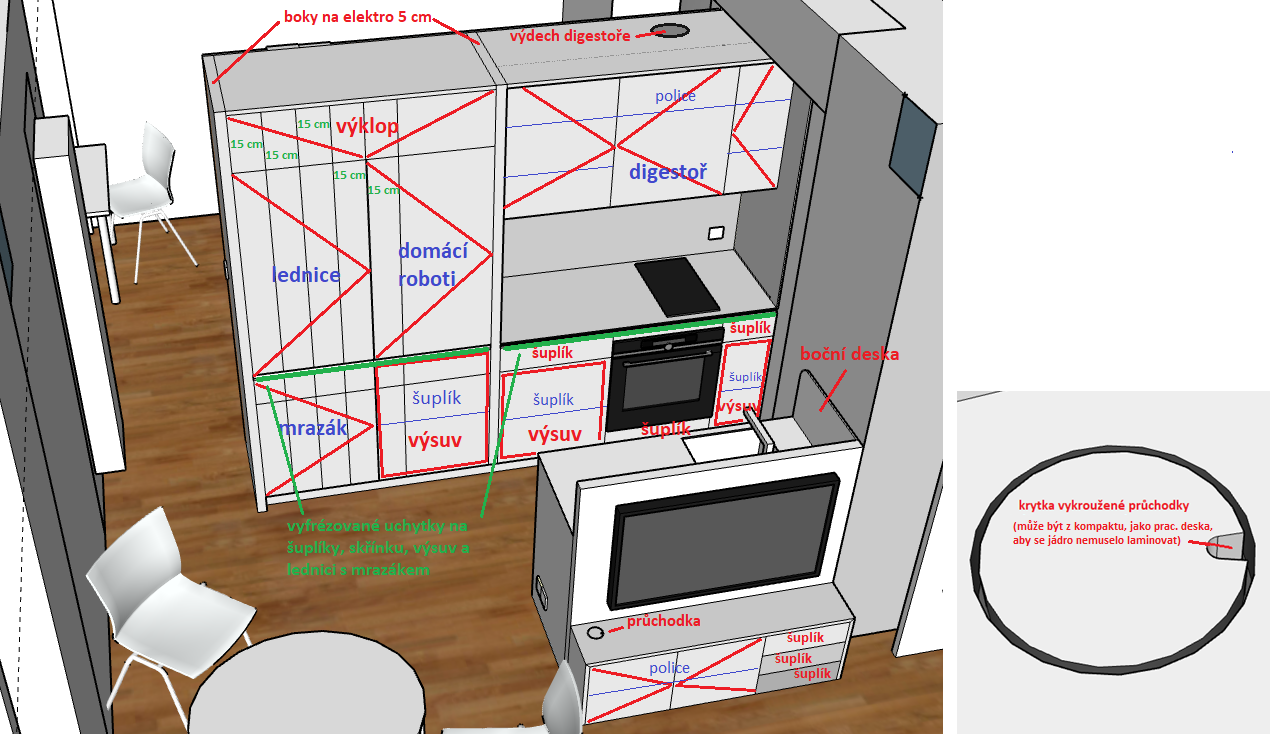 boky na elektro 5 cm
výdech digestoře
police
15 cm
výklop
15 cm
15 cm
digestoř
15 cm
15 cm
domácí
roboti
lednice
šuplík
šuplík
boční deska
šuplík
šuplík
šuplík
výsuv
mrazák
výsuv
výsuv
šuplík
vyfrézované uchytky na
šuplíky, skřínku, výsuv a
lednici s mrazákem
průchodka
šuplík
police
šuplík
šuplík
krytka vykroužené průchodky
(může být z kompaktu, jako prac. deska,
aby se jádro nemuselo laminovat)